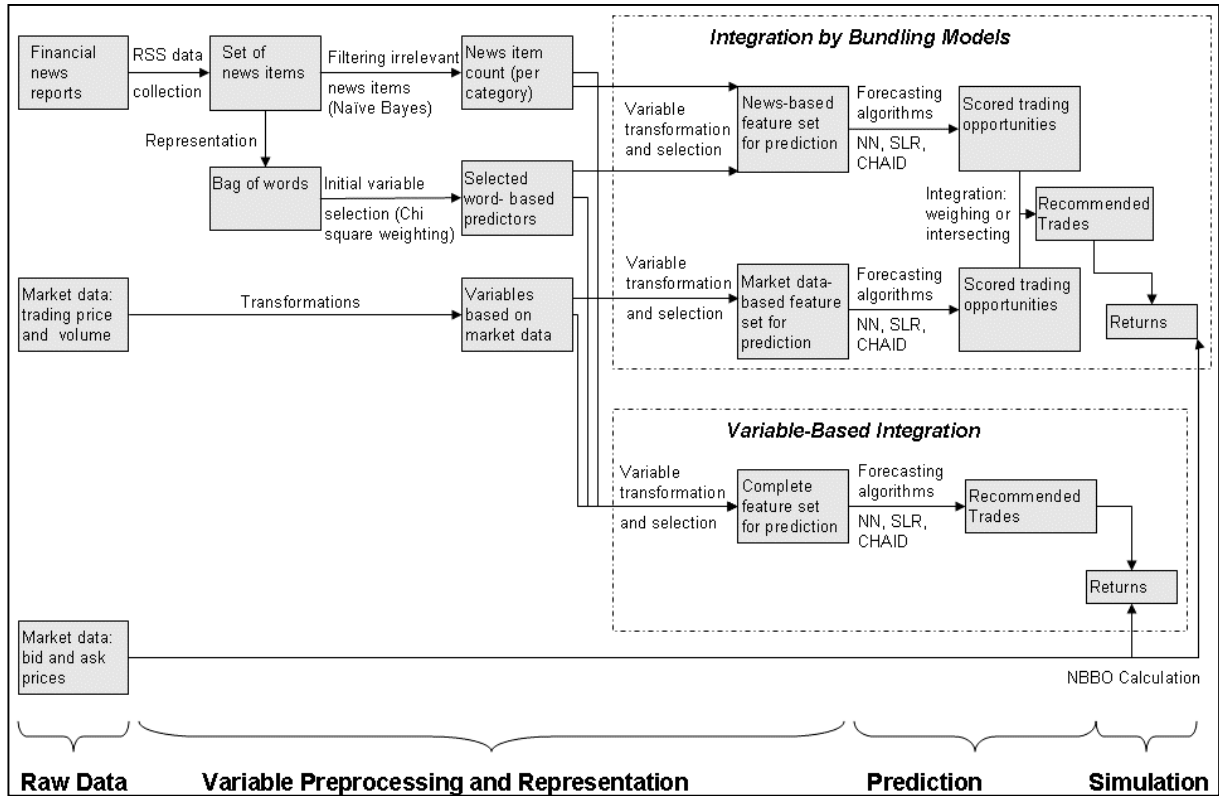 Integration by Bundling Models
Financial
news
reports
RSS data
collection
Set of
news items
Filtering irrelevant
news items
(Naïve Bayes)
News item
count (per
category)
Variable
transformation
and selection
News-based
feature set
for prediction
Forecasting
algorithms
NN, SLR,
CHAID
Scored trading
opportunities
Representation
Bag of words
Initial variable
selection (Chi
square weighting)
Selected
word- based
predictors
Integration:
weighing or
intersecting
Recommended
Trades
Market data:
trading price
and volume
Transformations
Variables
based on
market data
Variable
transformation
and selection
Market data-
based feature
set for
prediction
Forecasting
algorithms
NN, SLR,
CHAID
Scored trading
opportunities
Returns
Variable-Based Integration
Variable
transformation
and selection
Complete
feature set
for prediction
Forecasting
algorithms
NN, SLR,
CHAID
Recommended
Trades
Returns
Market data:
bid and ask
prices
NBBO Calculation
Raw Data
Variable Preprocessing and Representation
Prediction
Simulation